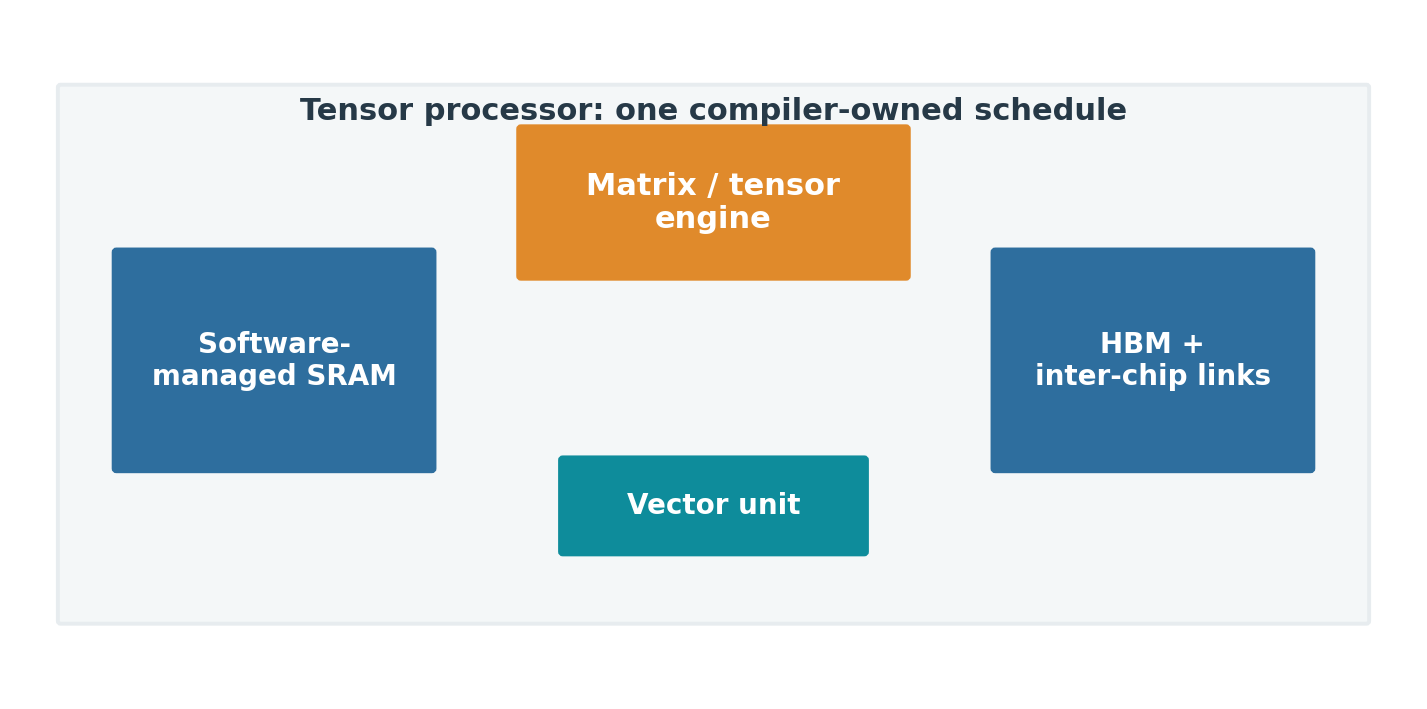 Tensor processor: one compiler-owned schedule
Matrix / tensor
engine
Software-
managed SRAM
HBM +
inter-chip links
Vector unit